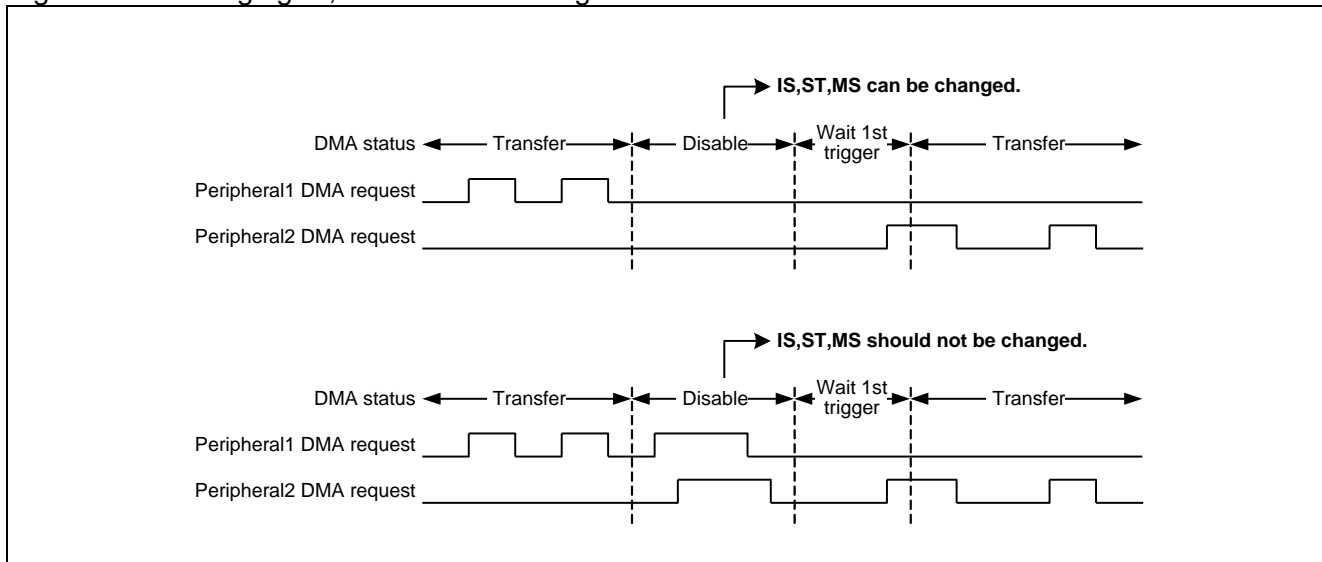 IS,ST,MS can be changed.
DMA status Transfer Disable Wait 1st trigger Transfer
Peripheral1 DMA request
Peripheral2 DMA request
IS,ST,MS should not be changed.
DMA status Transfer Disable Wait 1st trigger Transfer
Peripheral1 DMA request
Peripheral2 DMA request